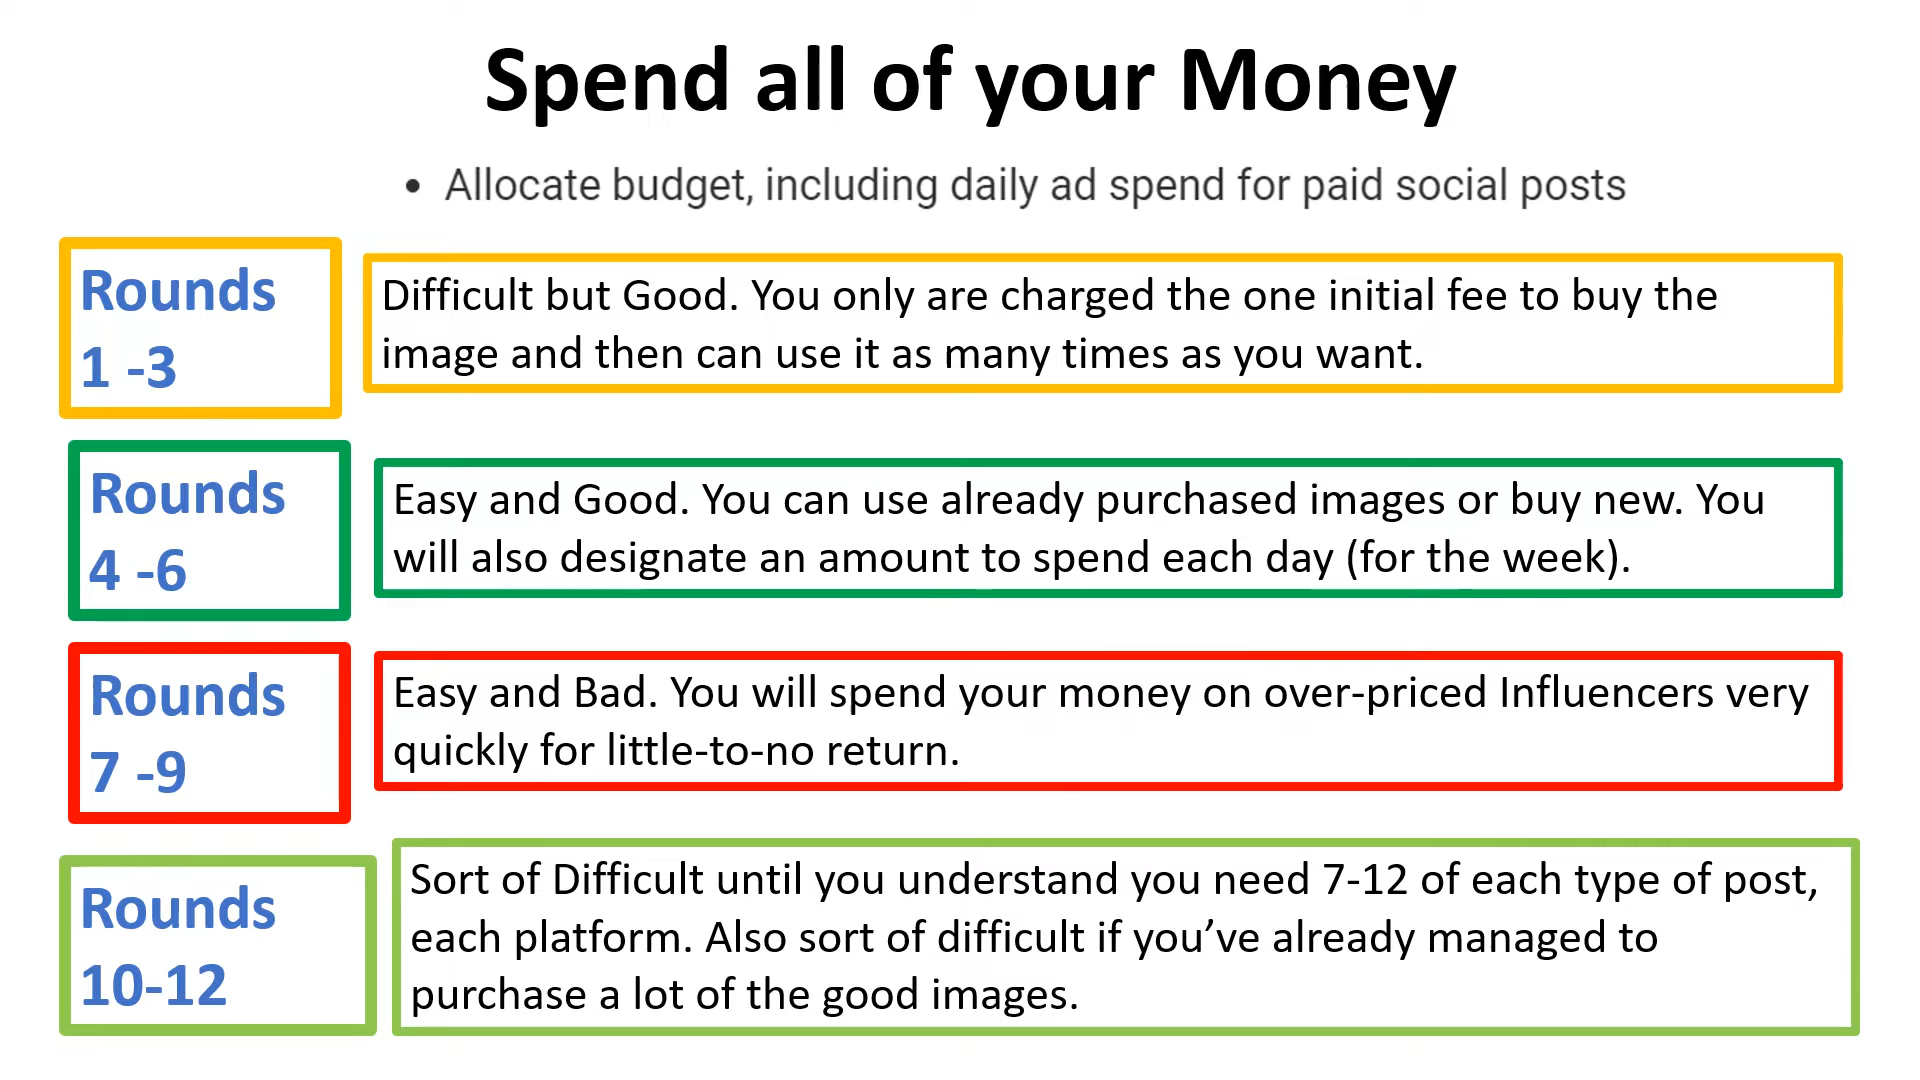 Spend all of your Money
• Allocate budget, including daily ad spend for paid social posts
Rounds
1 -3
Difficult but Good. You only are charged the one initial fee to buy the
image and then can use it as many times as you want.
Rounds
4 -6
Easy and Good. You can use already purchased images or buy new. You
will also designate an amount to spend each day (for the week).
Rounds
7 -9
Easy and Bad. You will spend your money on over-priced Influencers very
quickly for little-to-no return.
Rounds
10-12
Sort of Difficult until you understand you need 7-12 of each type of post,
each platform. Also sort of difficult if you’ve already managed to
purchase a lot of the good images.